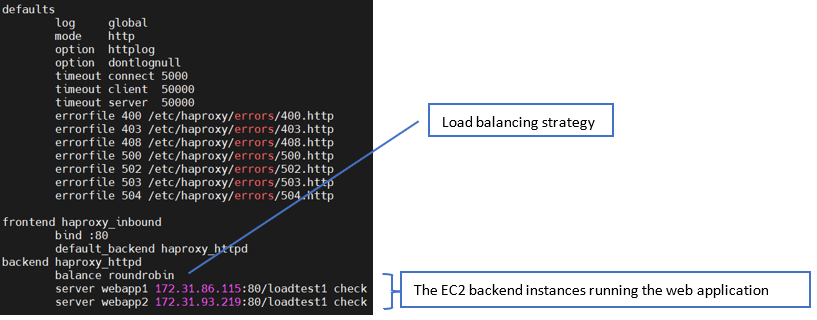 defaults
log global
mode http
option httplog
option dontlognull
timeout connect 5000
timeout client 50000
timeout server 50000
errorfile 400 /etc/haproxy/errors/400.http
errorfile 403 /etc/haproxy/errors/403.http
errorfile 408 /etc/haproxy/errors/408.http
errorfile 500 /etc/haproxy/errors/500.http
errorfile 502 /etc/haproxy/errors/502.http
errorfile 503 /etc/haproxy/errors/503.http
errorfile 504 /etc/haproxy/errors/504.http
frontend haproxy_inbound
bind :80
default_backend haproxy_httpd
backend haproxy_httpd
balance roundrobin
server webapp1 172.31.86.115:80/loadtest1 check
server webapp2 172.31.93.219:80/loadtest1 check
Load balancing strategy
The EC2 backend instances running the web application